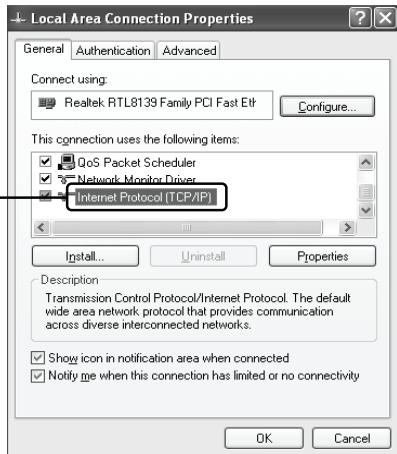 Local Area Connection Properties
General Authentication Advanced
Connect using:
Realtek RTL8139 Family PCI Fast Eth
Configure...
This connection uses the following items:
QoS Packet Scheduler
Network Monitor Driver
Internet Protocol (TCP/IP)
Install... Uninstall Properties
Description
Transmission Control Protocol/Internet Protocol. The default
wide area network protocol that provides communication
across diverse interconnected networks.
Show icon in notification area when connected
Notify me when this connection has limited or no connectivity
OK Cancel